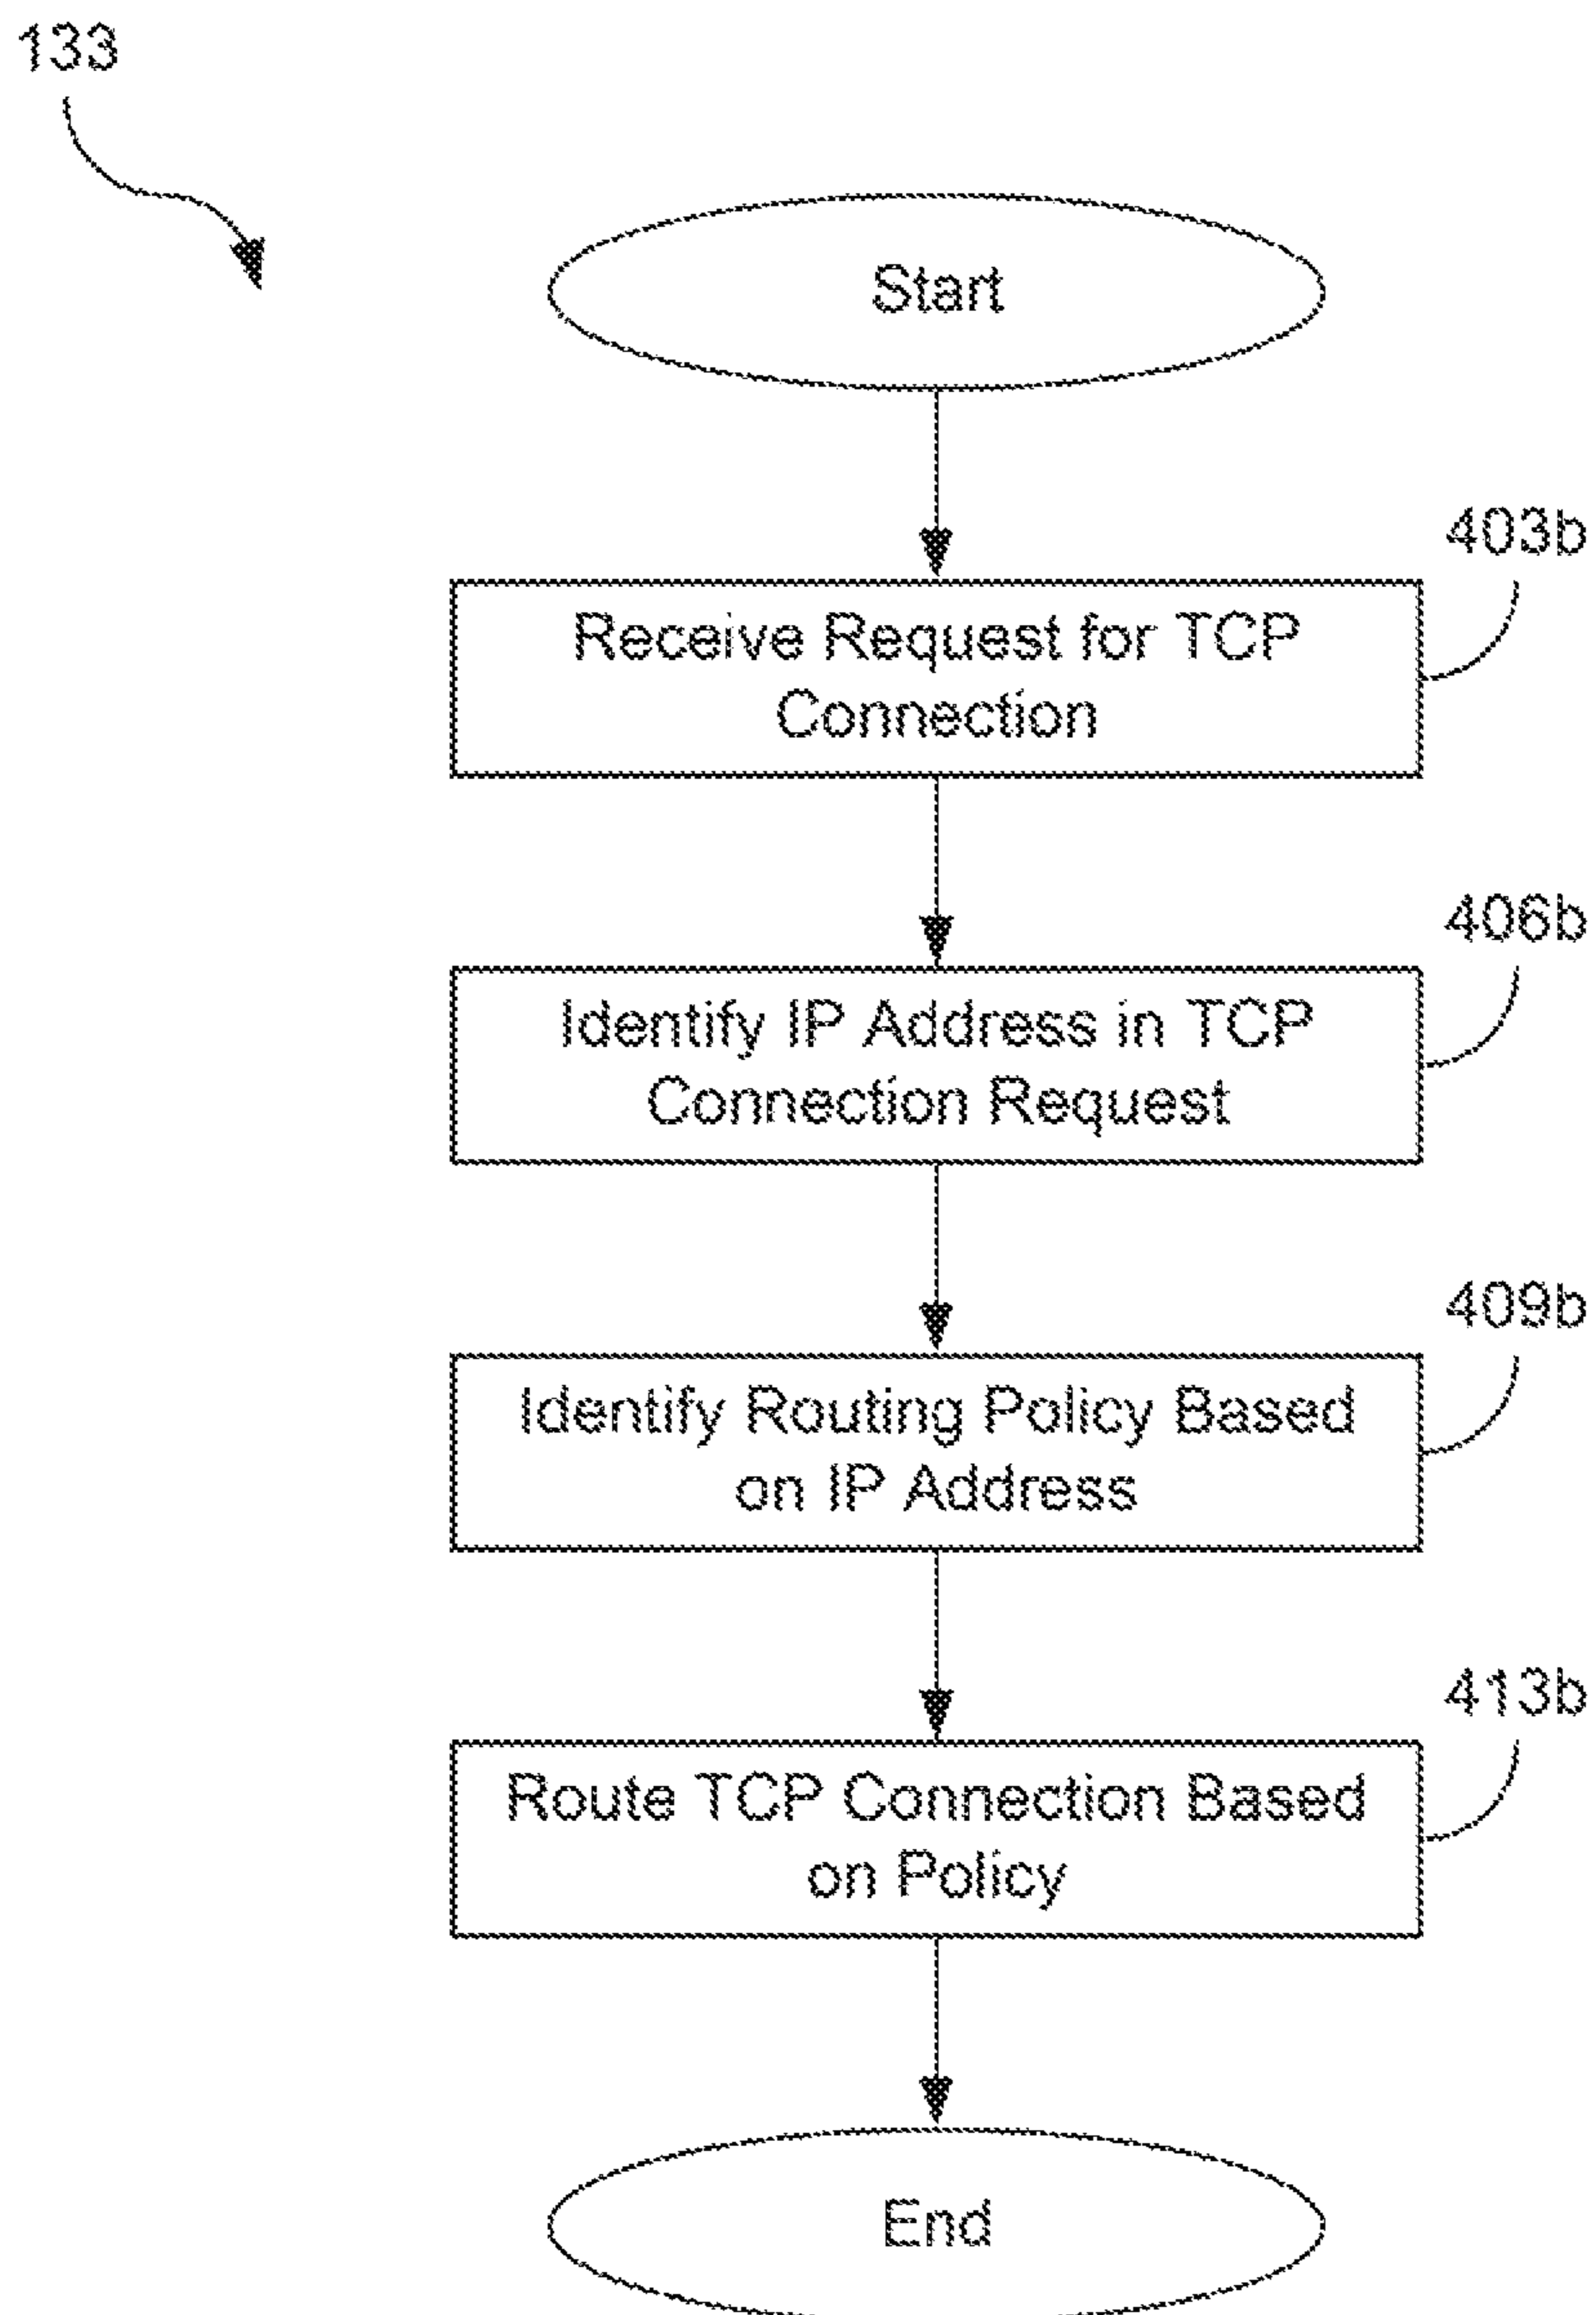 133
Start
403b
Receive Request for TCP
Connection
406b
Identify IP Address in TCP
Connection Request
409b
Identify Routing Policy Based
on IP Address
413b
Route TCP Connection Based
on Policy
End